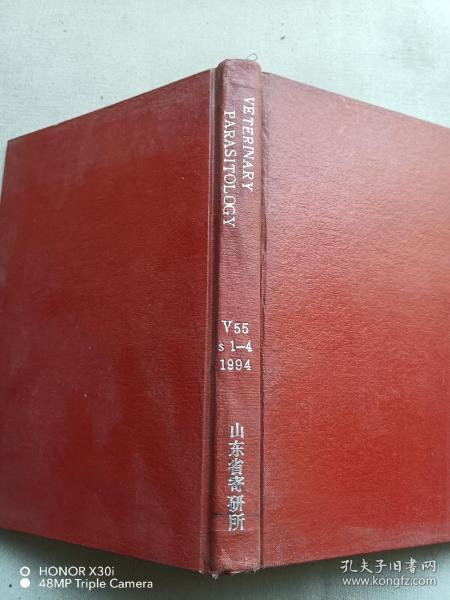 VETERINARY
PARASITOLOGY
V55
s 1-4
1994
山东省寄研所
HONOR X30i
48MP Triple Camera
孔夫子旧书网
www.kongfz.com